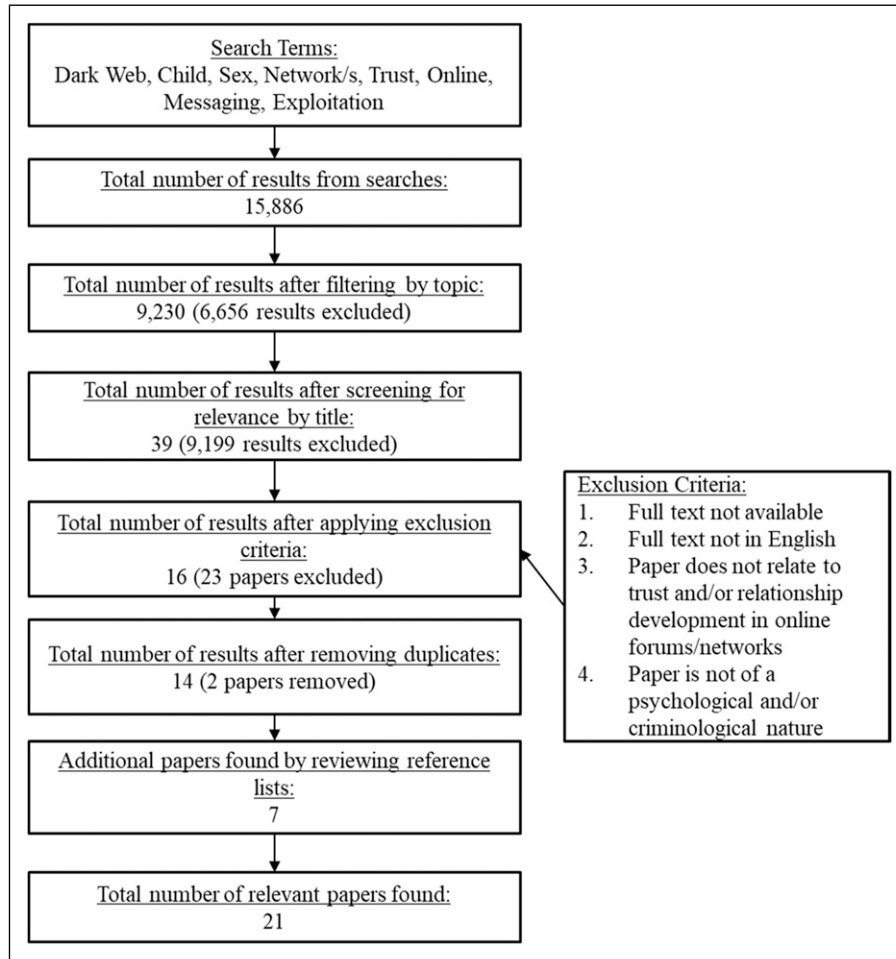 Search Terms:
Dark Web, Child, Sex, Network/s, Trust, Online,
Messaging, Exploitation
Total number of results from searches:
15,886
Total number of results after filtering by topic:
9,230 (6,656 results excluded)
Total number of results after screening for
relevance by title:
39 (9,199 results excluded)
Total number of results after applying exclusion
criteria:
16 (23 papers excluded)
Exclusion Criteria:
1. Full text not available
2. Full text not in English
3. Paper does not relate to
trust and/or relationship
development in online
forums/networks
4. Paper is not of a
psychological and/or
criminological nature
Total number of results after removing duplicates:
14 (2 papers removed)
Additional papers found by reviewing reference
lists:
7
Total number of relevant papers found:
21